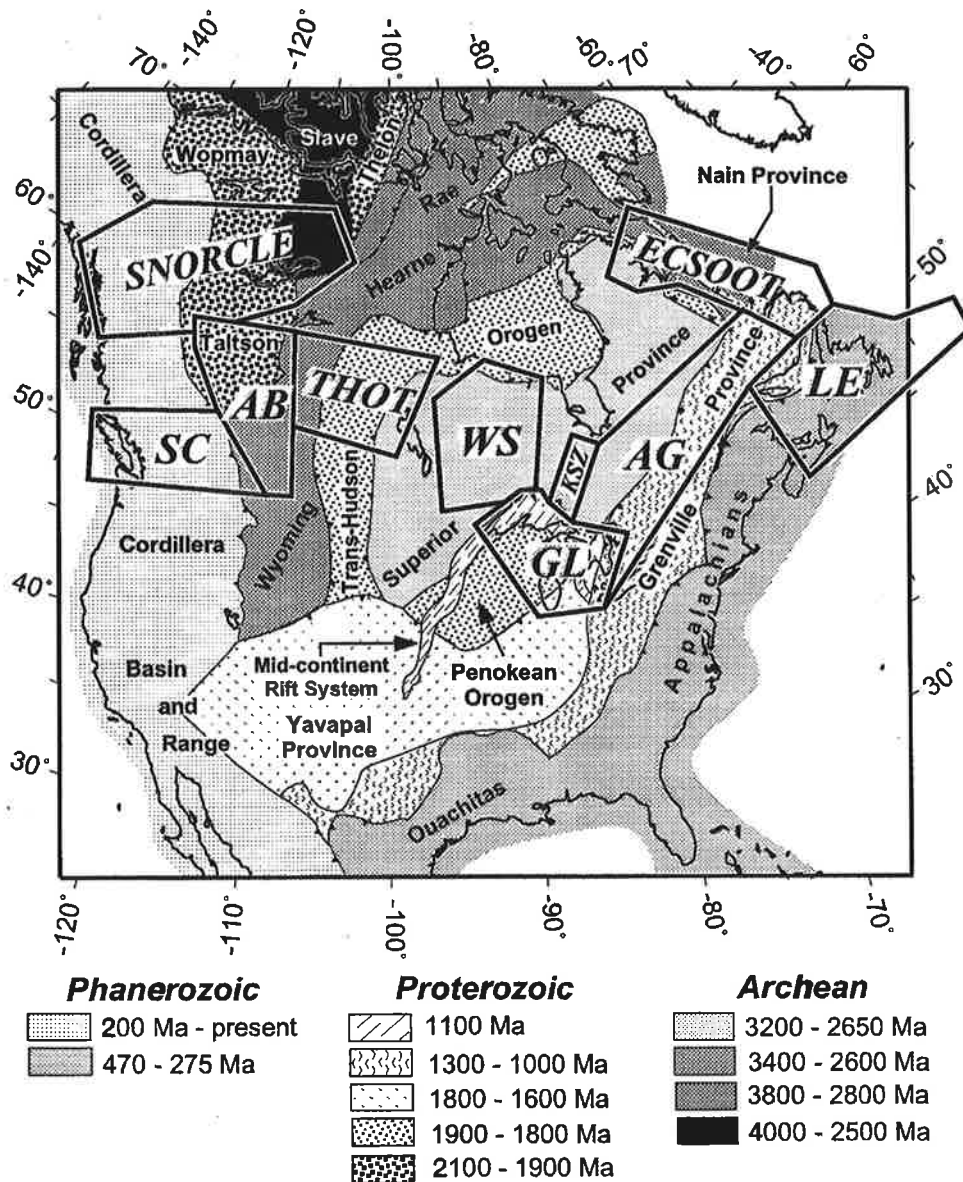 70° -140° -120° -100° -80° -60° -70° -40° 60°
Cordillera
Wopmay
Slave
Thelon
Rae
Nain Province
60°
-140°
50°
40°
30°
SNORCLE
Hearne
ECSOOT
50°
40°
30°
Taltson
Orogen
Province
Province
LE
AB
THOT
WS
SC
KSZ
AG
Cordillera
Wyoming
Trans-Hudson
Superior
GL
Grenville
Appalachians
Basin
and
Range
Mid-continent
Rift System
Penokean
Orogen
Yavapai
Province
Ouachitas
-120° -110° -100° -90° -80° -70°
Phanerozoic
200 Ma - present
470 - 275 Ma
Proterozoic
1100 Ma
1300 - 1000 Ma
1800 - 1600 Ma
1900 - 1800 Ma
2100 - 1900 Ma
Archean
3200 - 2650 Ma
3400 - 2600 Ma
3800 - 2800 Ma
4000 - 2500 Ma